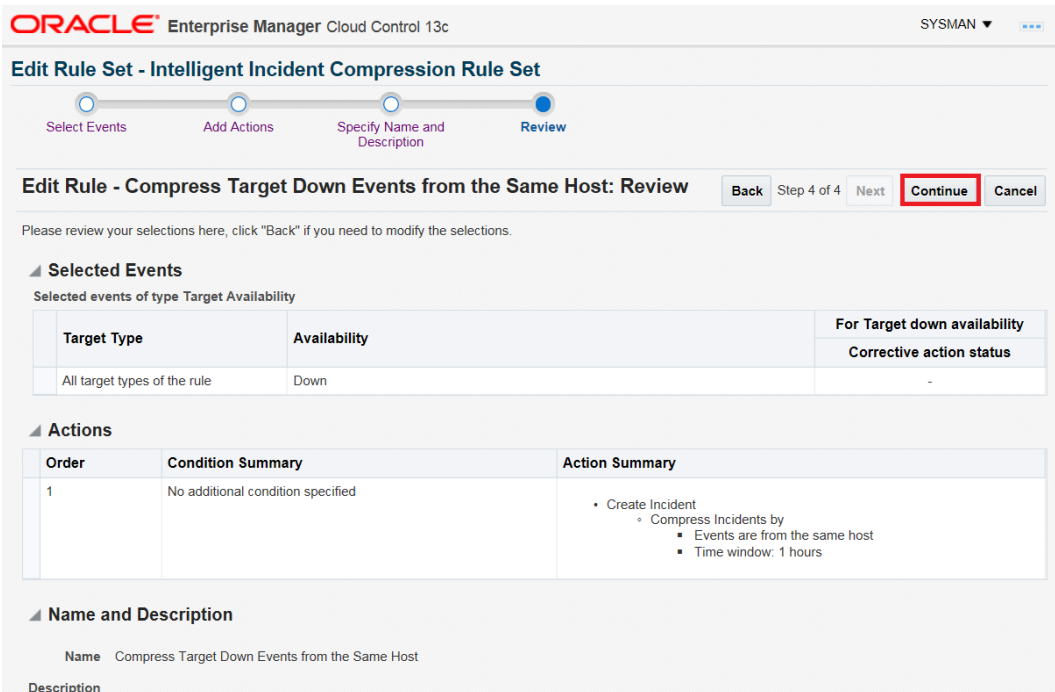 ORACLE® Enterprise Manager Cloud Control 13c SYSMAN
Edit Rule Set - Intelligent Incident Compression Rule Set
Select Events Add Actions Specify Name and Review
Description
Edit Rule - Compress Target Down Events from the Same Host: Review Back Step 4 of 4 Next Continue Cancel
Please review your selections here, click "Back" if you need to modify the selections.
Selected Events
Selected events of type Target Availability
Target Type Availability For Target down availability
Corrective action status
All target types of the rule Down -
Actions
Order Condition Summary Action Summary
1 No additional condition specified
• Create Incident
◦ Compress Incidents by
▪ Events are from the same host
▪ Time window: 1 hours
Name and Description
Name Compress Target Down Events from the Same Host
Description